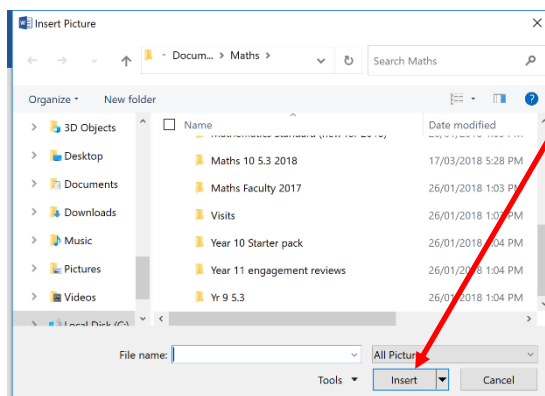 Insert Picture
Docum... > Maths >
Search Maths
Organize
New folder
Name
Date modified
3D Objects
Desktop
Maths 10 5.3 2018 17/03/2018 5:28 PM
Documents
Maths Faculty 2017 26/01/2018 1:03 PM
Downloads
Visits 26/01/2018 1:03 PM
Music
Year 10 Starter pack 26/01/2018 1:04 PM
Pictures
Year 11 engagement reviews 26/01/2018 1:04 PM
Videos
Yr 9 5.3 26/01/2018 1:04 PM
Local Disk (C:)
File name:
All Pictur
Tools
Insert
Cancel